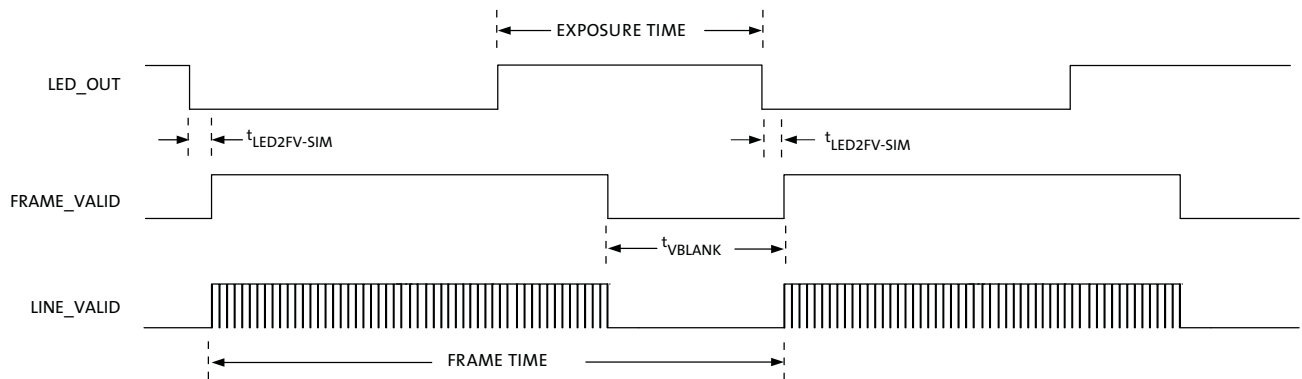 EXPOSURE TIME
LED_OUT
tLED2FV-SIM
tLED2FV-SIM
FRAME_VALID
tVBLANK
LINE_VALID
FRAME TIME